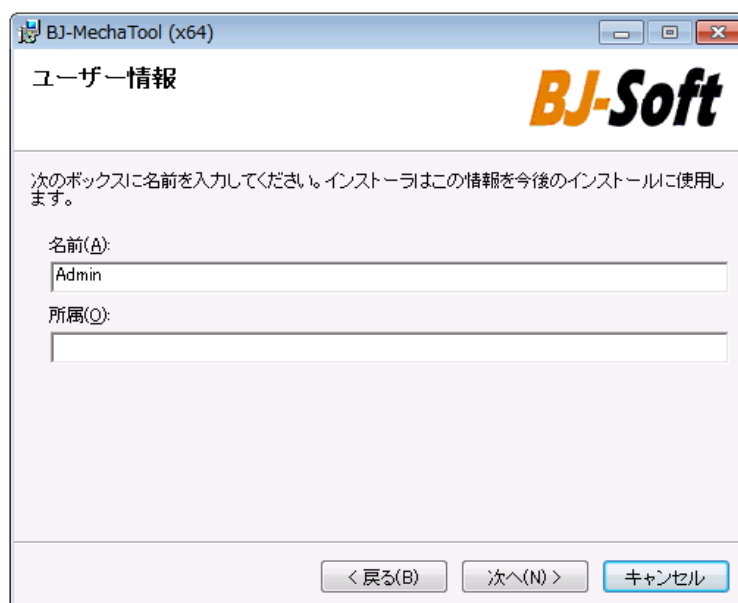 BJ-MechaTool (x64)
ユーザー情報
BJ-Soft
次のボックスに名前を入力してください。インストーラはこの情報を今後のインストールに使用し
ます。
名前(A):
Admin
所属(O):
< 戻る(B)
次へ(N) >
キャンセル